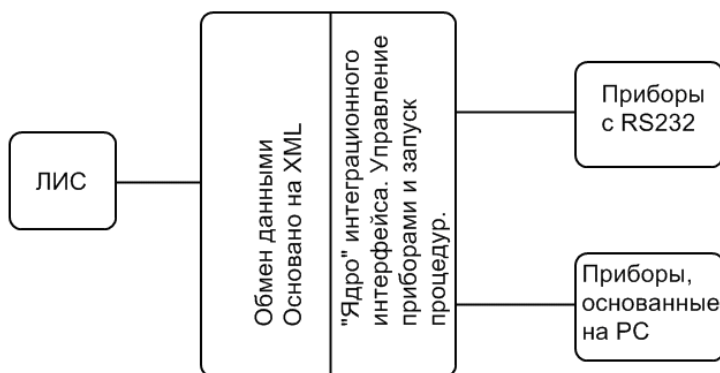 ЛИС
Обмен данными
Основано на XML
"Ядро" интеграционного
интерфейса. Управление
приборами и запуск
процедур.
Приборы
с RS232
Приборы,
основанные
на PC